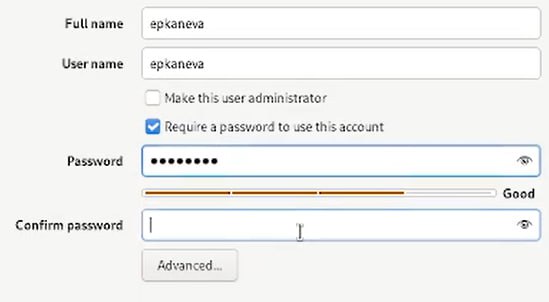 Full name epkaneva
User name epkaneva
Make this user administrator
Require a password to use this account
Password ••••••••
Good
Confirm password
Advanced...